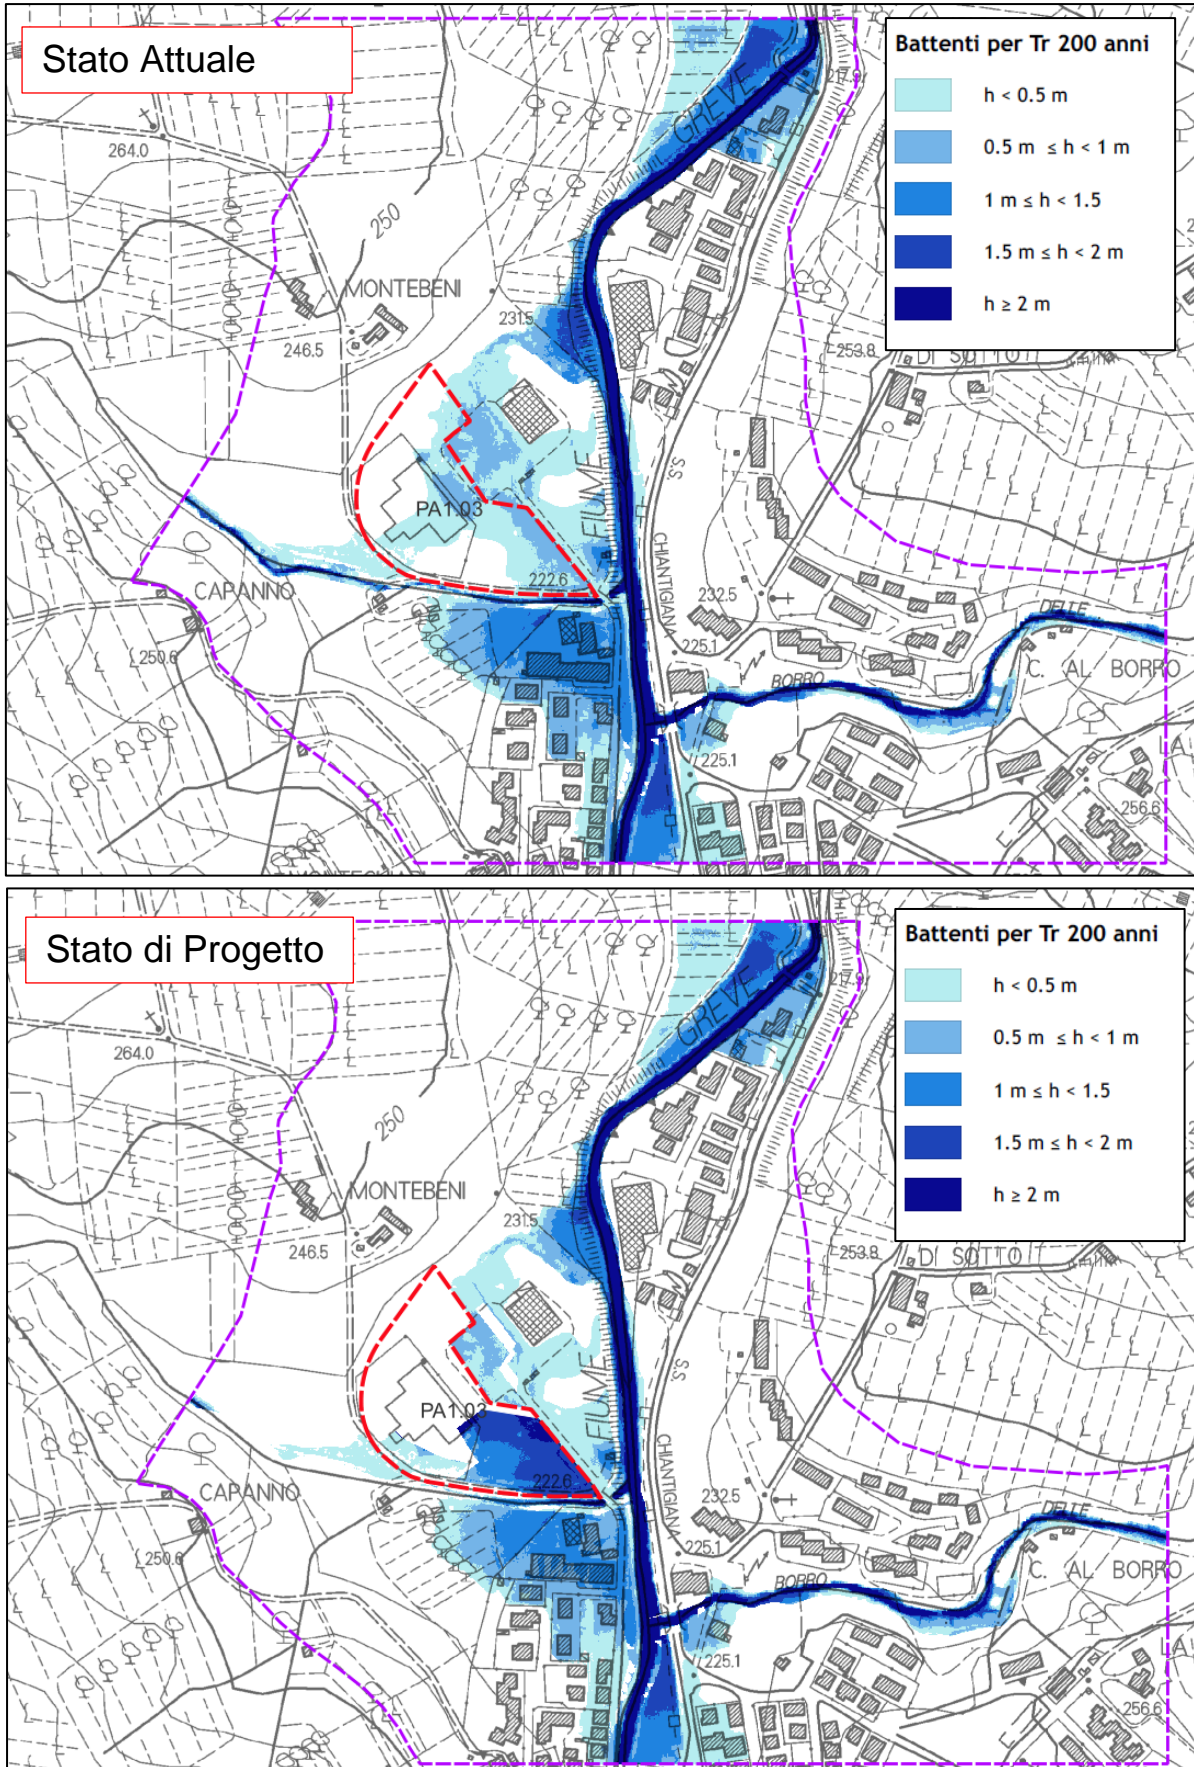 Stato Attuale
Battenti per Tr 200 anni
h < 0.5 m
0.5 m ≤ h < 1 m
1 m ≤ h < 1.5
1.5 m ≤ h < 2 m
h ≥ 2 m
217.9
GREVE
264.0
250
MONTEBENI
231.5
246.5
253.8
DI SOTTO
S.S.
FIUME
PA1.03
CHIANTIGIANA
222.6
CAPANNO
232.5
DELLE
250.6
225.1
C. AL BORRO
BORRO
225.1
256.6
Stato di Progetto
Battenti per Tr 200 anni
h < 0.5 m
0.5 m ≤ h < 1 m
1 m ≤ h < 1.5
1.5 m ≤ h < 2 m
h ≥ 2 m
217.9
GREVE
264.0
250
MONTEBENI
231.5
246.5
253.8
DI SOTTO
S.S.
FIUME
PA1.03
CHIANTIGIANA
222.6
CAPANNO
232.5
DELLE
250.6
225.1
C. AL BORRO
BORRO
225.1
256.6